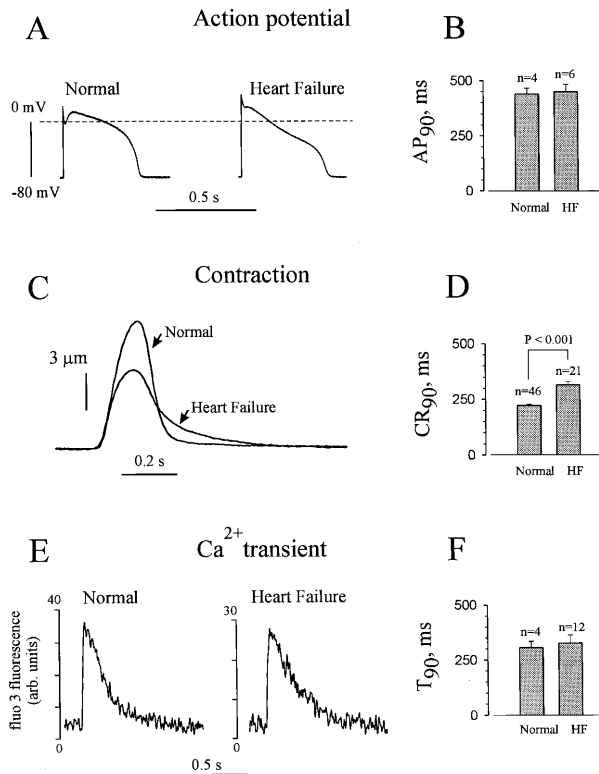 A
Action potential
B
Normal
Heart Failure
0 mV
-80 mV
0.5 s
AP90, ms
500
250
0
n=4
n=6
Normal
HF
C
Contraction
D
Normal
3 μm
Heart Failure
0.2 s
CR90, ms
500
250
0
P < 0.001
n=46
n=21
Normal
HF
E
Ca2+ transient
F
fluo 3 fluorescence
(arb. units)
40
0
Normal
30
0
Heart Failure
0.5 s
T90, ms
500
250
0
n=4
n=12
Normal
HF